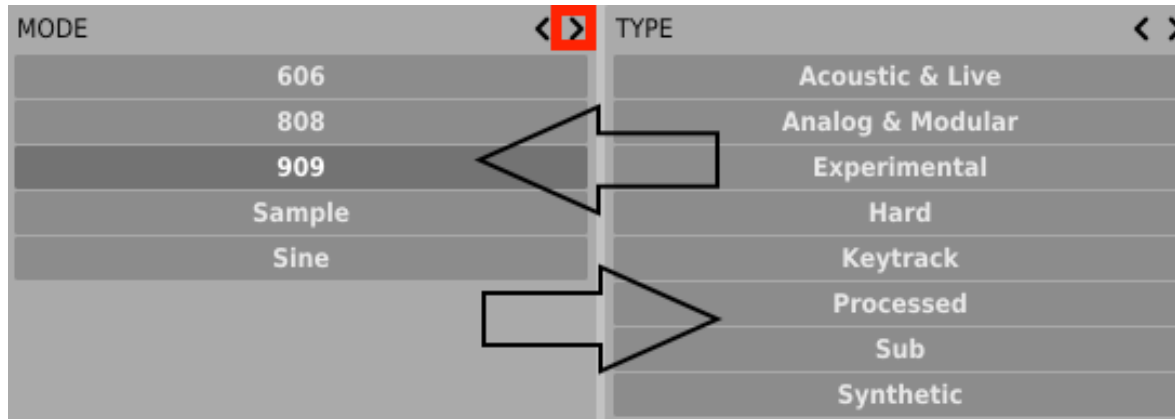 MODE
606
808
909
Sample
Sine
TYPE
Acoustic & Live
Analog & Modular
Experimental
Hard
Keytrack
Processed
Sub
Synthetic